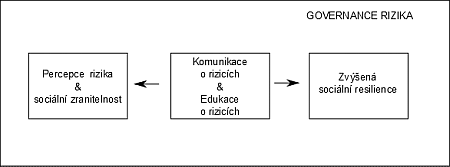 GOVERNANCE RIZIKA
Percepce rizika
&
sociální zranitelnost
Komunikace
o rizicích
&
Edukace
o rizicích
Zvýšená
sociální resilience